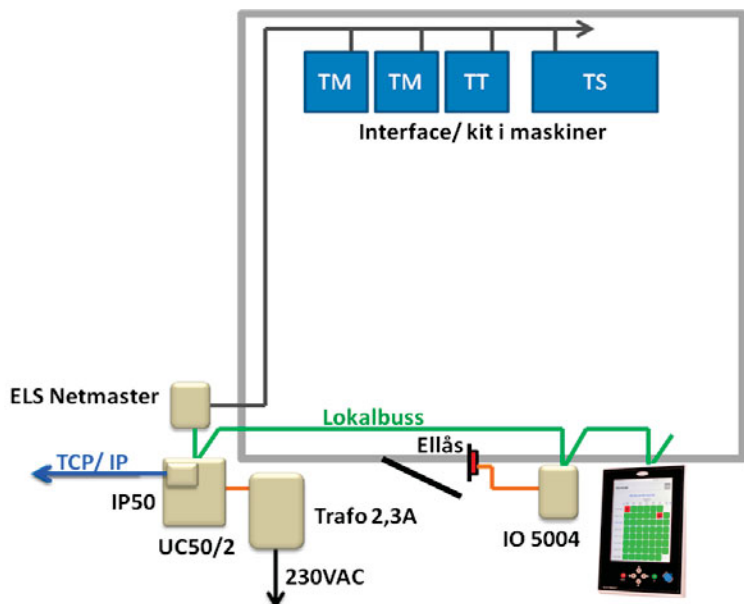 TM TM TT TS
Interface/ kit i maskiner
ELS Netmaster
Lokalbuss
Ellås
TCP/ IP
IP50
Trafo 2,3A
IO 5004
UC50/2
230VAC